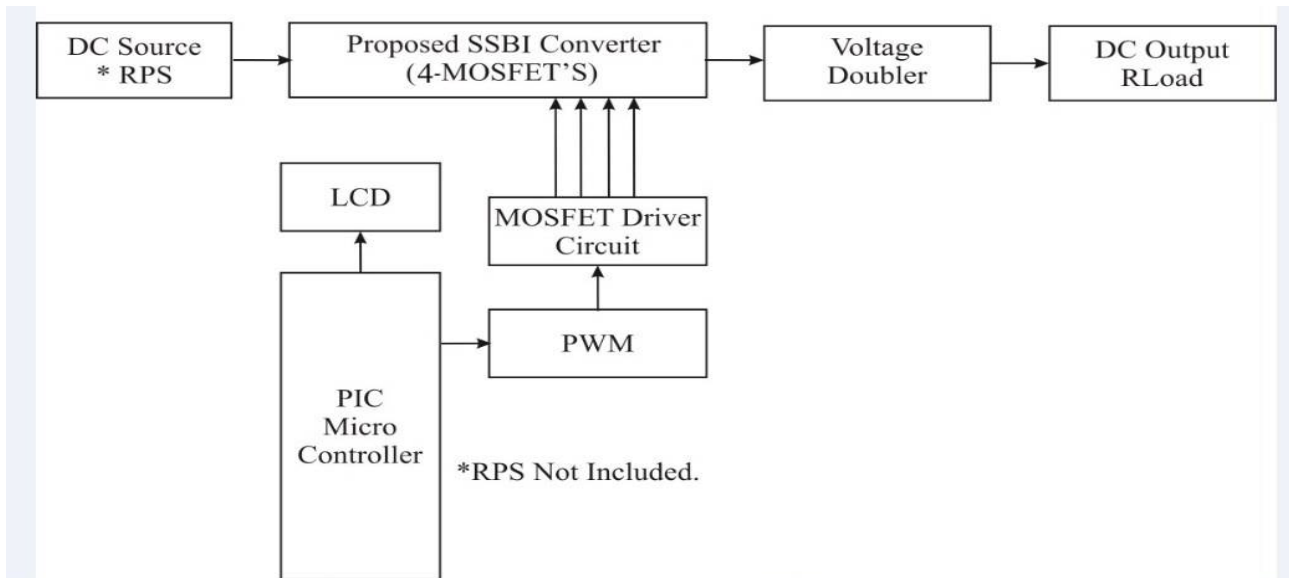 DC Source
* RPS
Proposed SSBI Converter
(4-MOSFET'S)
Voltage
Doubler
DC Output
RLoad
LCD
MOSFET Driver
Circuit
PWM
PIC
Micro
Controller
*RPS Not Included.